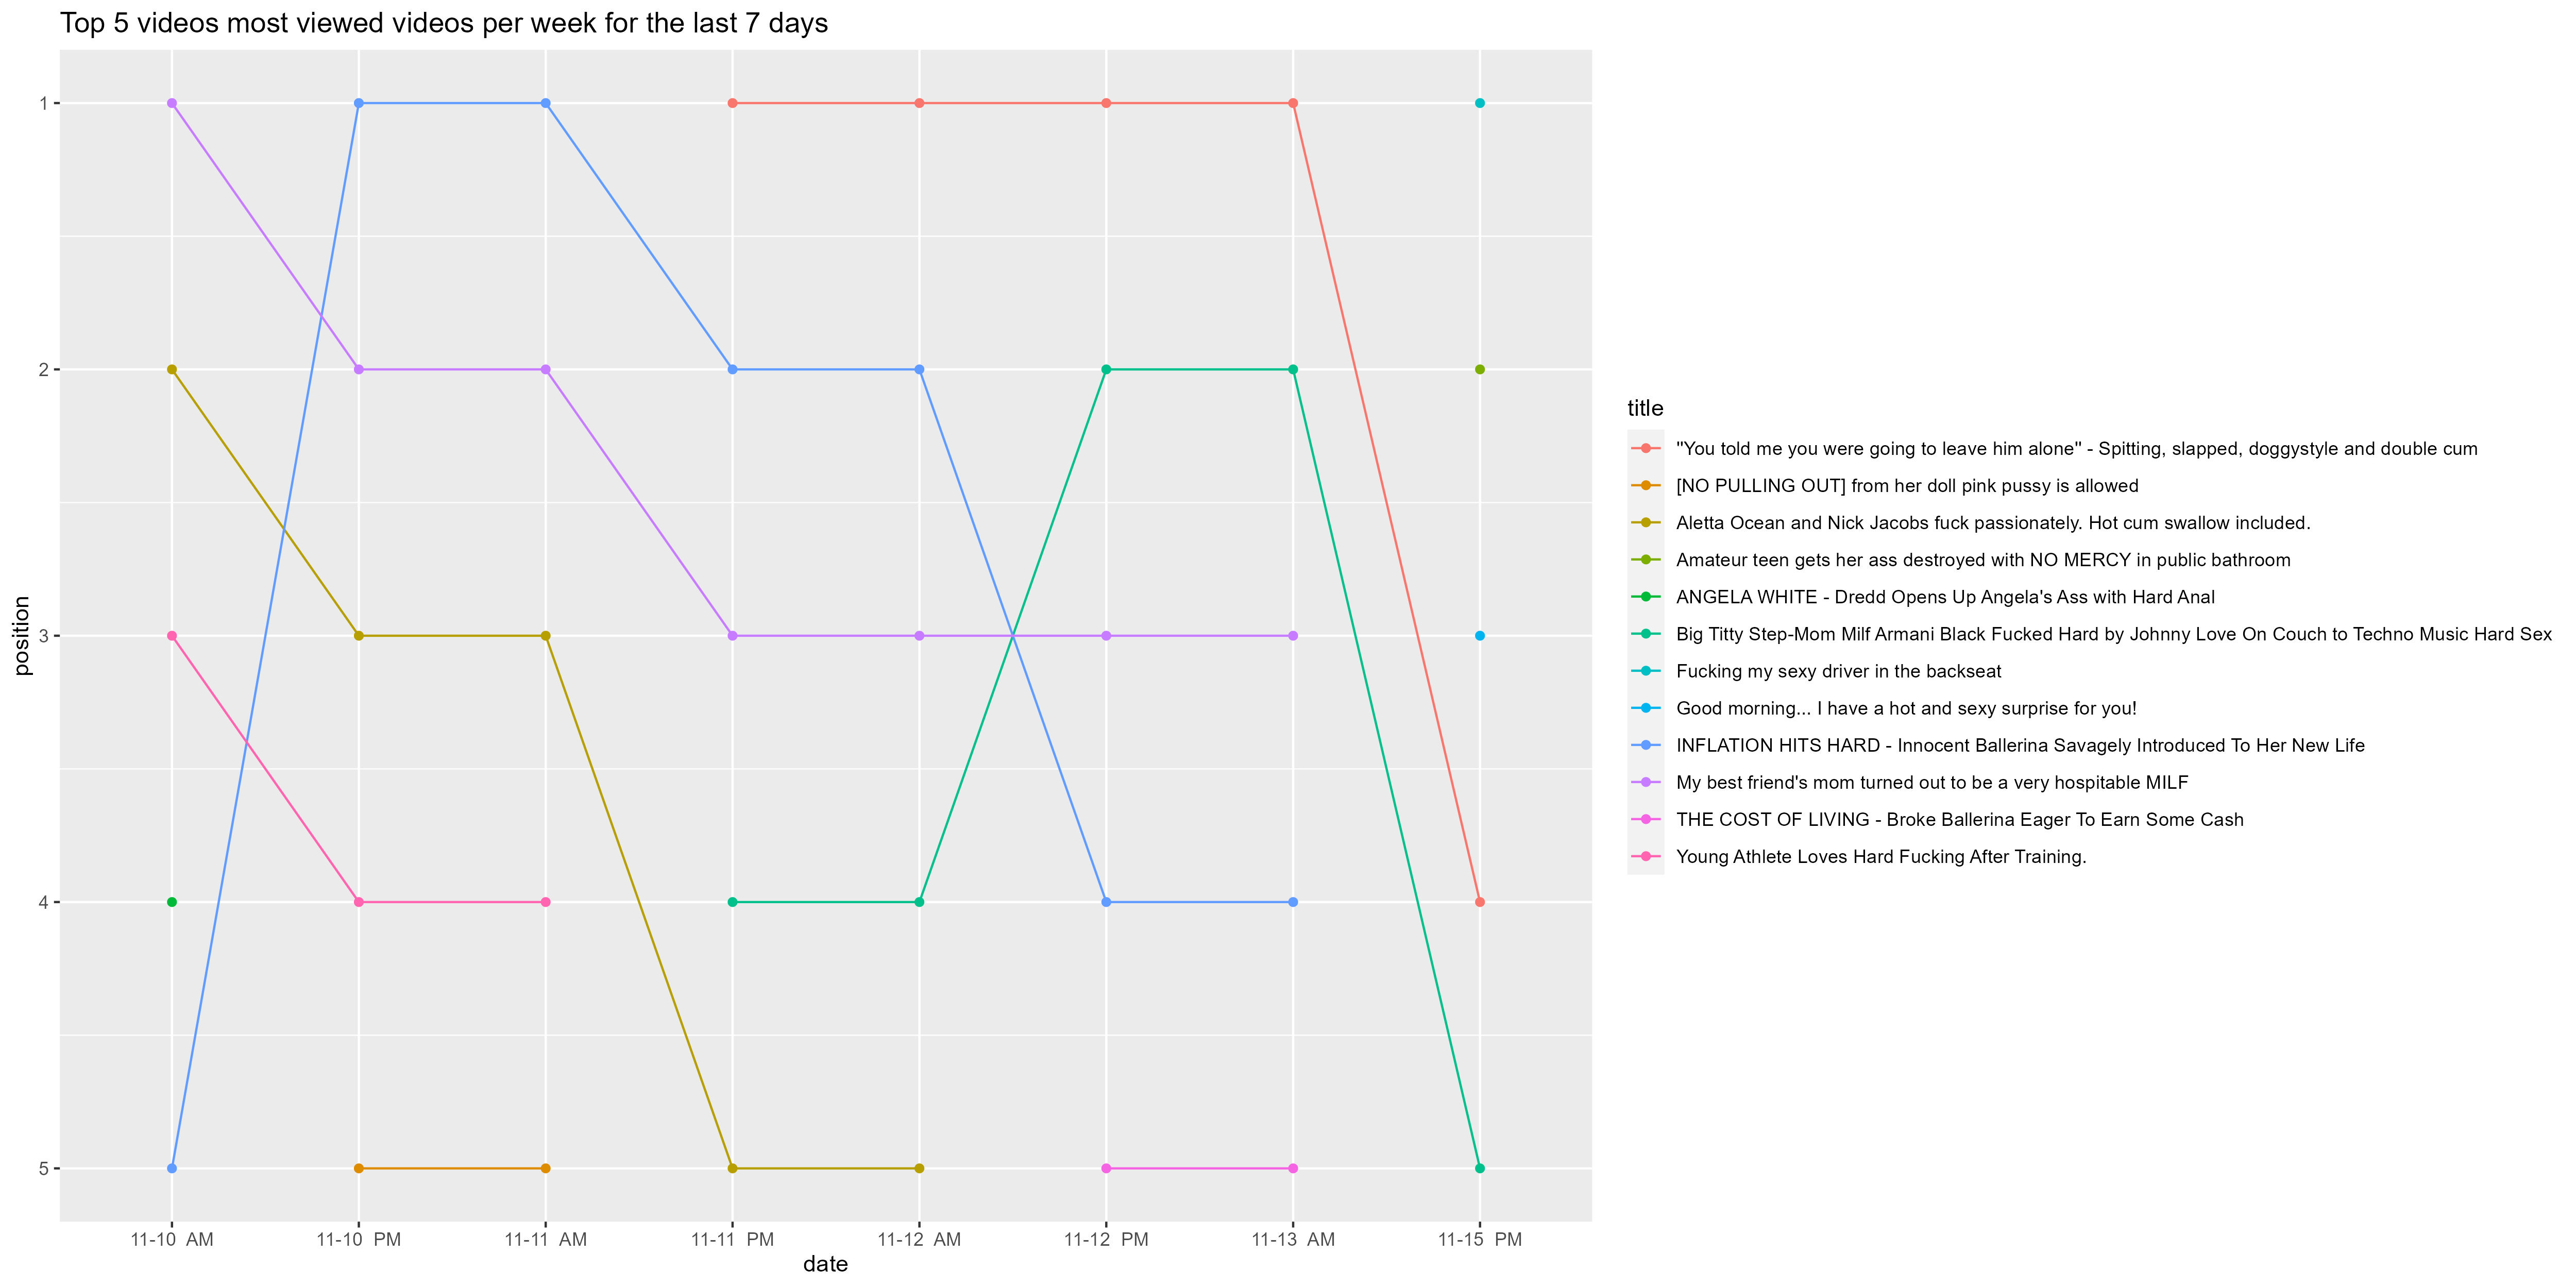 Top 5 videos most viewed videos per week for the last 7 days
position
1
2
3
4
5
11-10 AM
11-10 PM
11-11 AM
11-11 PM
11-12 AM
11-12 PM
11-13 AM
11-15 PM
date
title
"You told me you were going to leave him alone" - Spitting, slapped, doggystyle and double cum
[NO PULLING OUT] from her doll pink pussy is allowed
Aletta Ocean and Nick Jacobs fuck passionately. Hot cum swallow included.
Amateur teen gets her ass destroyed with NO MERCY in public bathroom
ANGELA WHITE - Dredd Opens Up Angela's Ass with Hard Anal
Big Titty Step-Mom Milf Armani Black Fucked Hard by Johnny Love On Couch to Techno Music Hard Sex
Fucking my sexy driver in the backseat
Good morning... I have a hot and sexy surprise for you!
INFLATION HITS HARD - Innocent Ballerina Savagely Introduced To Her New Life
My best friend's mom turned out to be a very hospitable MILF
THE COST OF LIVING - Broke Ballerina Eager To Earn Some Cash
Young Athlete Loves Hard Fucking After Training.